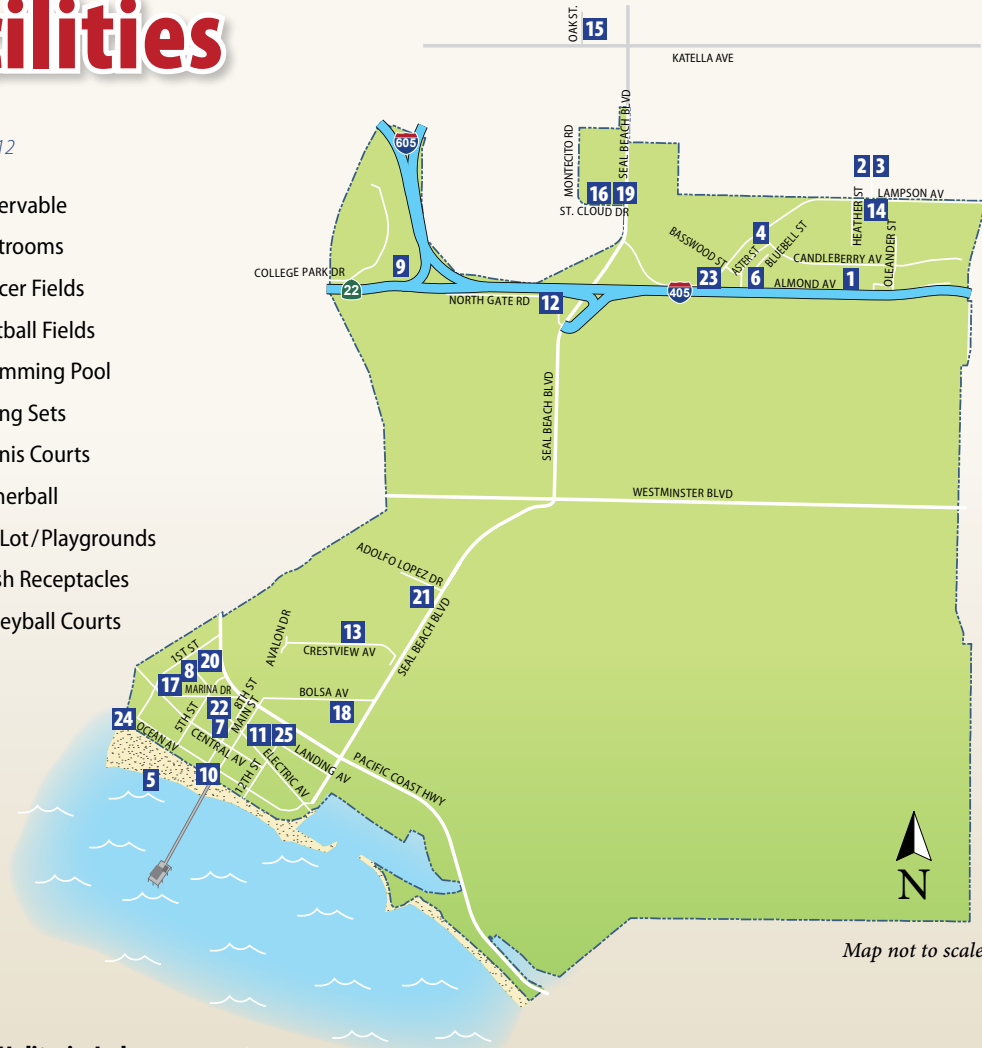 ilities
12
ervable
trooms
cer Fields
tball Fields
mming Pool
ng Sets
nis Courts
herball
Lot / Playgrounds
sh Receptacles
eyball Courts
OAK ST.
15
KATELLA AVE
605
MONTECITO RD
SEAL BEACH BLVD
2 3
16 19
ST. CLOUD DR
HEATHER ST
LAMPSON AV
14
4
BASSWOOD ST
ASTER ST
BLUEBELL ST
CANDLEBERRY AV
OLEANDER ST
COLLEGE PARK DR
9
23
6
ALMOND AV
1
22
405
NORTH GATE RD
12
SEAL BEACH BLVD
WESTMINSTER BLVD
ADOLFO LOPEZ DR
21
SEAL BEACH BLVD
AVALON DR
13
CRESTVIEW AV
1ST ST
20
8
17
MARINA DR
8TH ST
MAIN ST
BOLSA AV
18
5TH ST
22
7
24
OCEAN AV
CENTRAL AV
11 25
LANDING AV
ELECTRIC AV
12TH ST
PACIFIC COAST HWY
5
10
N
Map not to scale